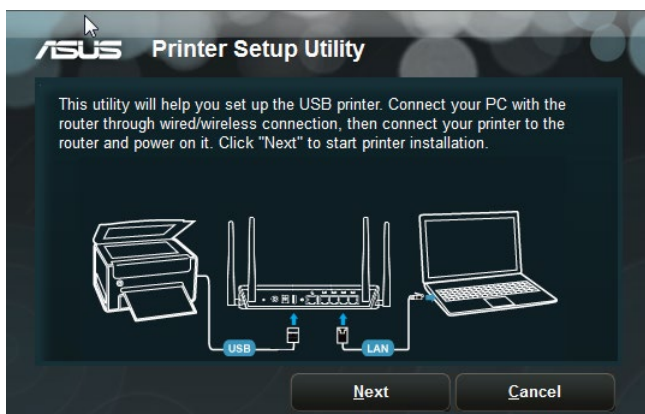 ASUS Printer Setup Utility
This utility will help you set up the USB printer. Connect your PC with the
router through wired/wireless connection, then connect your printer to the
router and power on it. Click "Next" to start printer installation.
USB
LAN
Next
Cancel